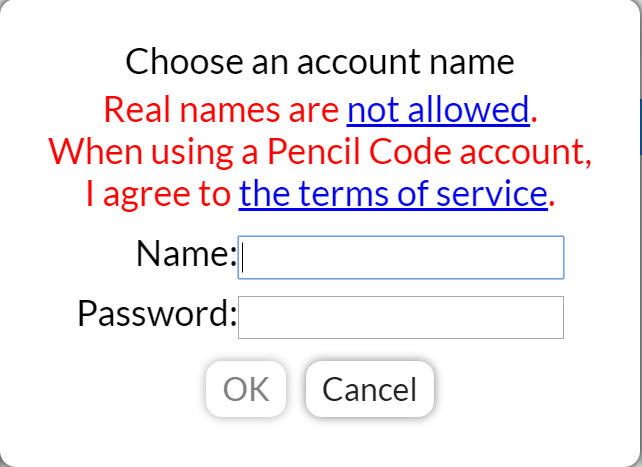 Choose an account name
Real names are not allowed.
When using a Pencil Code account,
I agree to the terms of service.
Name:
Password:
OK Cancel